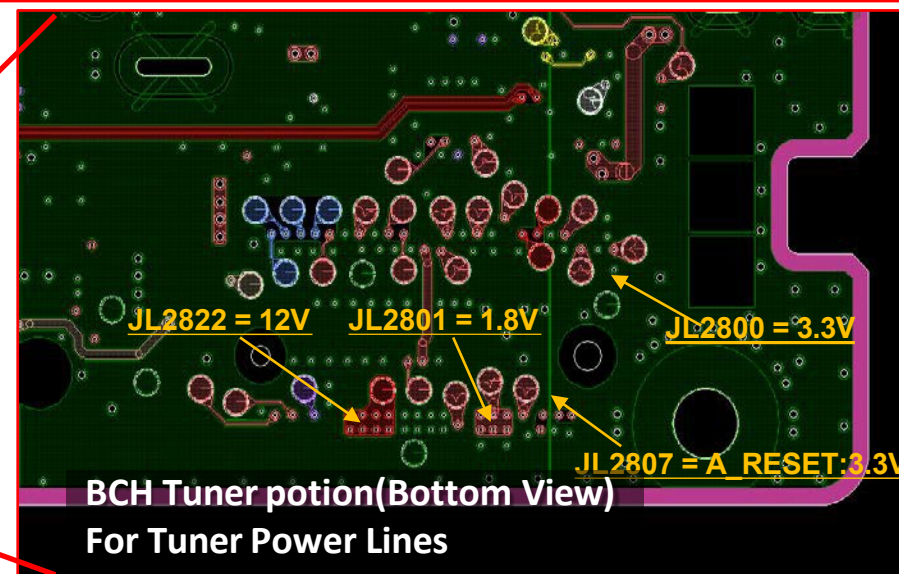 JL2822 = 12V
JL2801 = 1.8V
JL2800 = 3.3V
JL2807 = A_RESET:3.3V
BCH Tuner potion(Bottom View)
For Tuner Power Lines